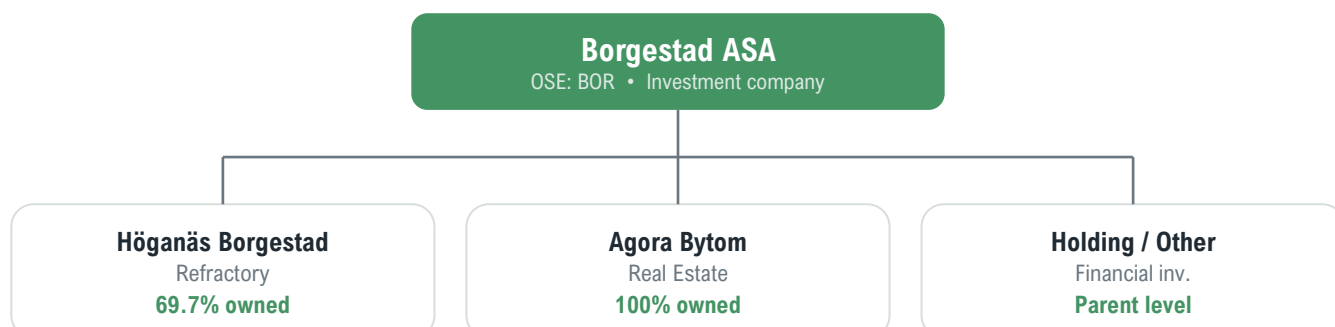 Borgestad ASA
OSE: BOR • Investment company
Höganäs Borgestad
Refractory
69.7% owned
Agora Bytom
Real Estate
100% owned
Holding / Other
Financial inv.
Parent level